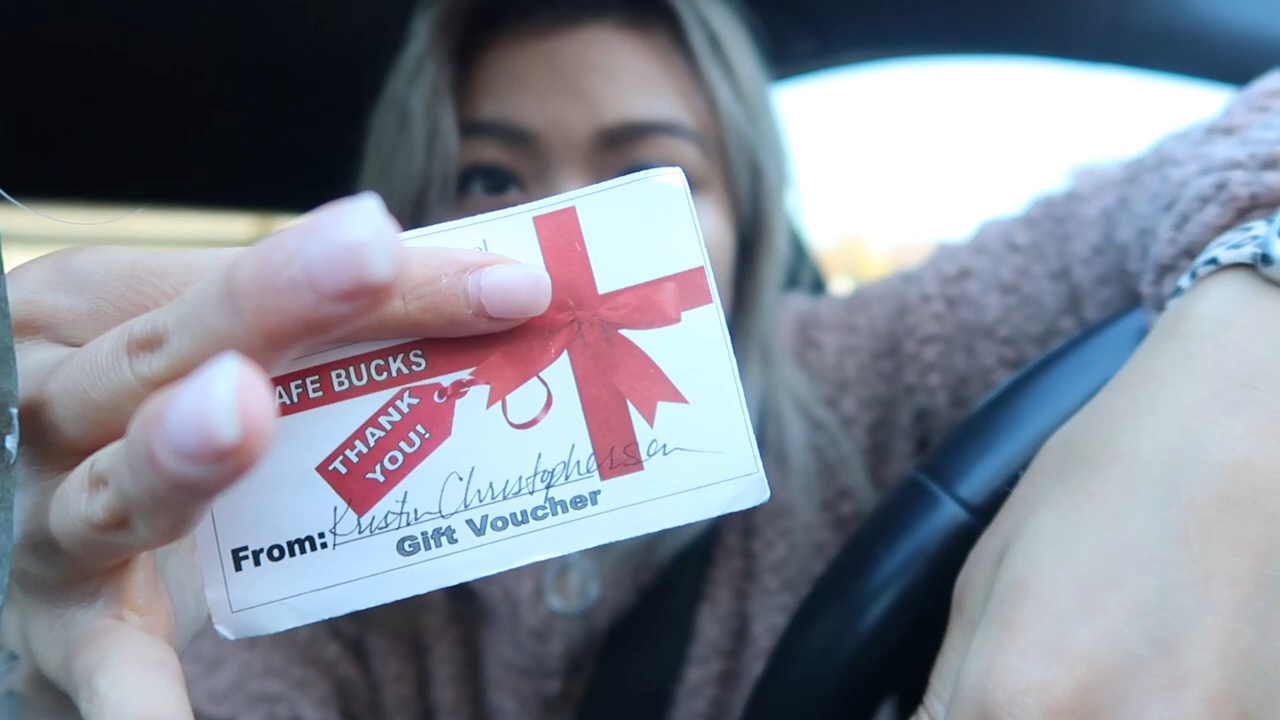 AFE BUCKS
THANK
YOU!
From: Kristin Christophersen
Gift Voucher